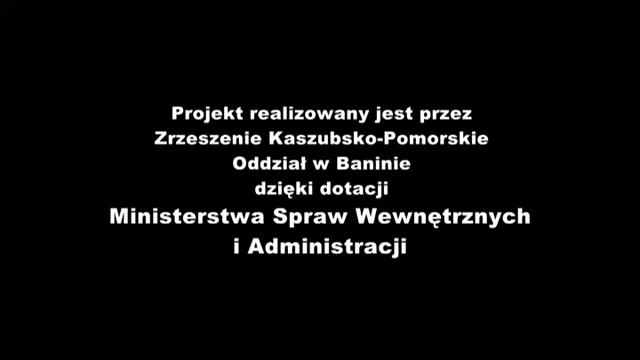 Projekt realizowany jest przez
Zrzeszenie Kaszubsko-Pomorskie
Oddział w Baninie
dzięki dotacji
Ministerstwa Spraw Wewnętrznych
i Administracji